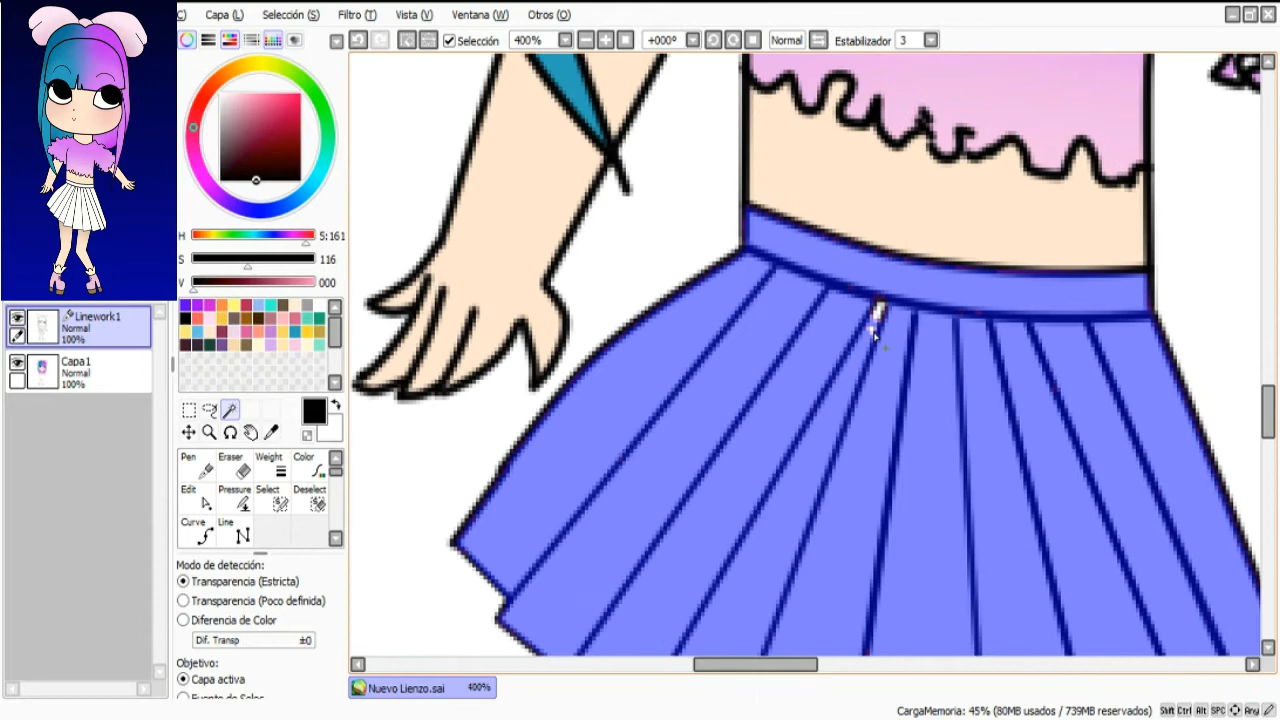 C)
Capa (L)
Selección (S)
Filtro (T)
Vista (V)
Ventana (W)
Otros (O)
Selección
400%
+000º
Normal
Estabilizador
3
H
5:161
S
116
V
000
Linework1
Normal
100%
Capa1
Normal
100%
Pen
Eraser
Weight
Color
Edit
Pressure
Select
Deselect
Curve
Line
Modo de detección:
Transparencia (Estricta)
Transparencia (Poco definida)
Diferencia de Color
Dif. Transp
±0
Objetivo:
Capa activa
Nuevo Lienzo.sai
400%
CargaMemoria: 45% (80MB usados / 739MB reservados)
Shift Ctrl Alt SPC Any